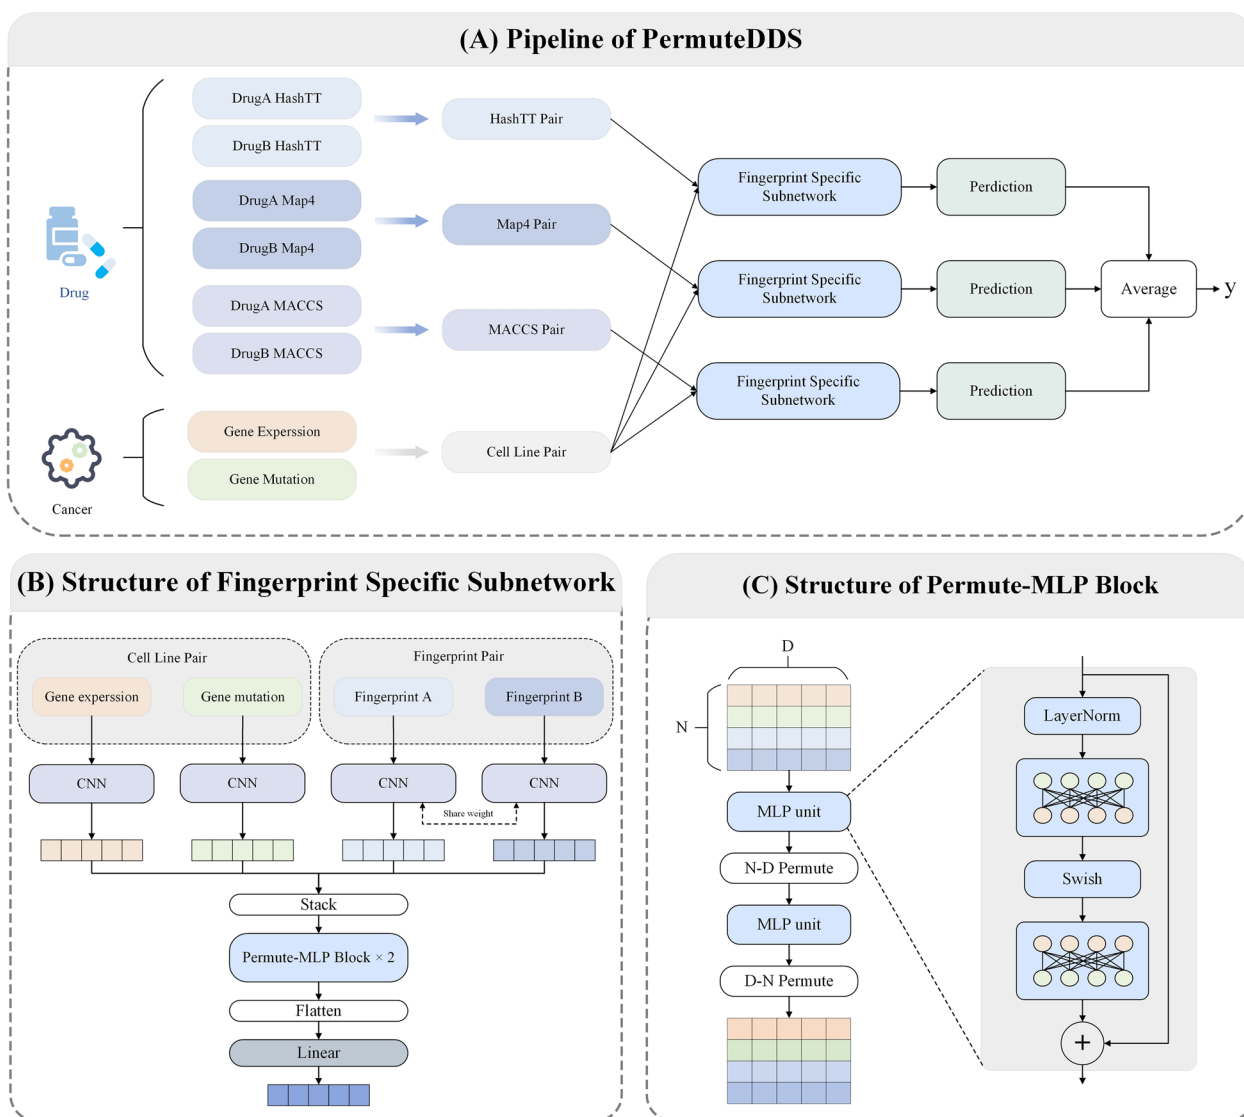 (A) Pipeline of PermuteDDS
DrugA HashTT
DrugB HashTT
DrugA Map4
DrugB Map4
DrugA MACCS
DrugB MACCS
Drug
Gene Experssion
Gene Mutation
Cancer
HashTT Pair
Map4 Pair
MACCS Pair
Cell Line Pair
Fingerprint Specific
Subnetwork
Fingerprint Specific
Subnetwork
Fingerprint Specific
Subnetwork
Perdiction
Prediction
Prediction
Average
y
(B) Structure of Fingerprint Specific Subnetwork
Cell Line Pair
Fingerprint Pair
Gene experssion
Gene mutation
Fingerprint A
Fingerprint B
CNN
CNN
CNN
CNN
Share weight
Stack
Permute-MLP Block × 2
Flatten
Linear
(C) Structure of Permute-MLP Block
D
N
MLP unit
N-D Permute
MLP unit
D-N Permute
LayerNorm
Swish
+